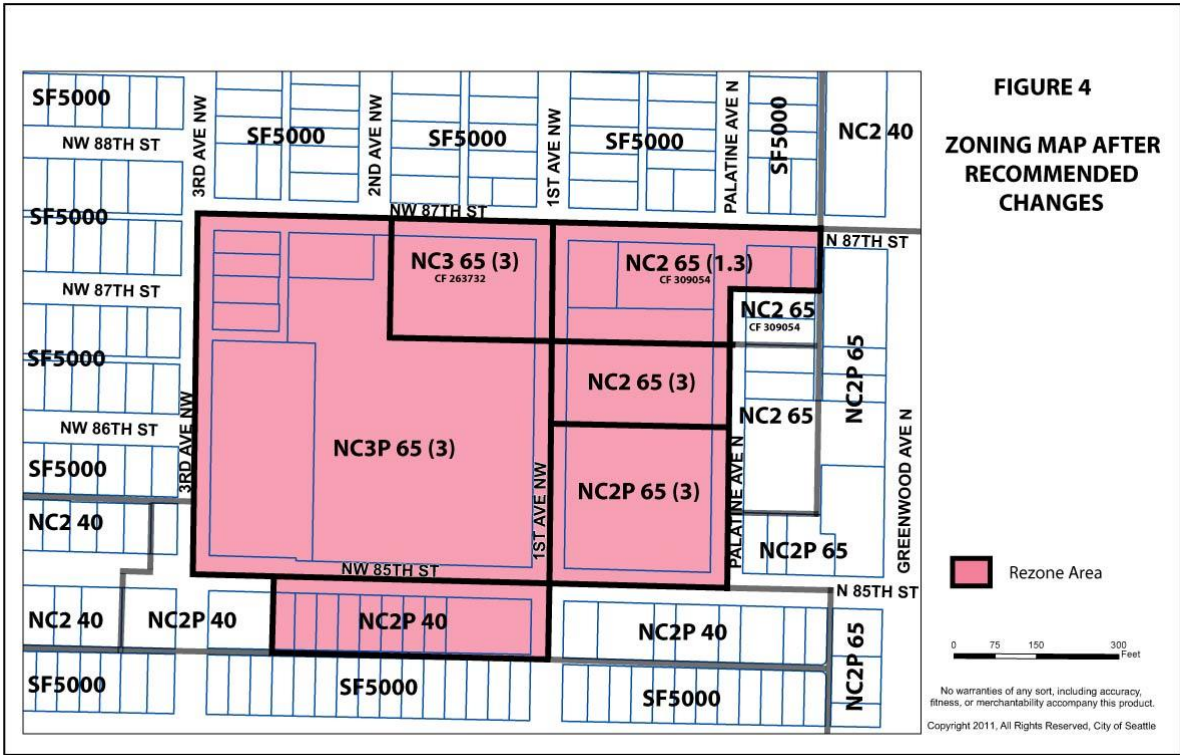 FIGURE 4
ZONING MAP AFTER
RECOMMENDED
CHANGES
SF5000
NW 88TH ST
3RD AVE NW
SF5000
2ND AVE NW
SF5000
1ST AVE NW
SF5000
PALATINE AVE N
SF5000
NC2 40
SF5000
NW 87TH ST
N 87TH ST
NC3 65 (3)
CF 263732
NC2 65 (1.3)
CF 309054
NW 87TH ST
NC2 65
CF 309054
SF5000
NC2P 65
NC2 65 (3)
NC2 65
3RD AVE NW
NW 86TH ST
NC3P 65 (3)
SF5000
1ST AVE NW
NC2P 65 (3)
PALATINE AVE N
GREENWOOD AVE N
NC2 40
NC2P 65
NW 85TH ST
N 85TH ST
Rezone Area
NC2 40
NC2P 40
NC2P 40
NC2P 40
NC2P 65
0 75 150 300
Feet
SF5000
SF5000
SF5000
No warranties of any sort, including accuracy,
fitness, or merchantability accompany this product.
Copyright 2011, All Rights Reserved, City of Seattle